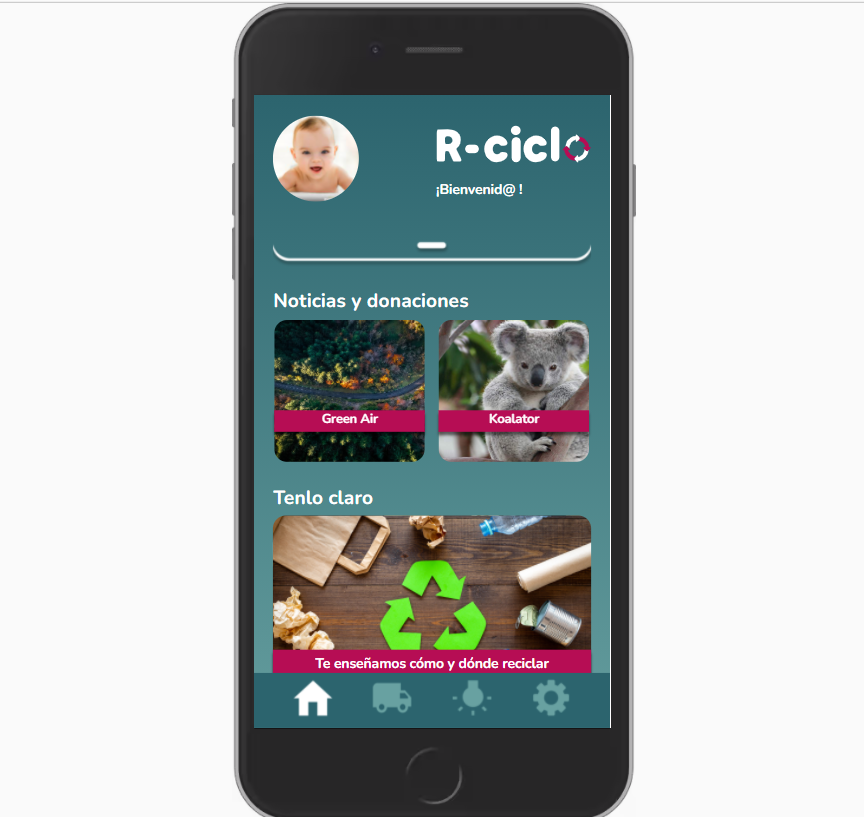 R-ciclo
¡Bienvenid@ !
Noticias y donaciones
Green Air
Koalator
Tenlo claro
Te enseñamos cómo y dónde reciclar